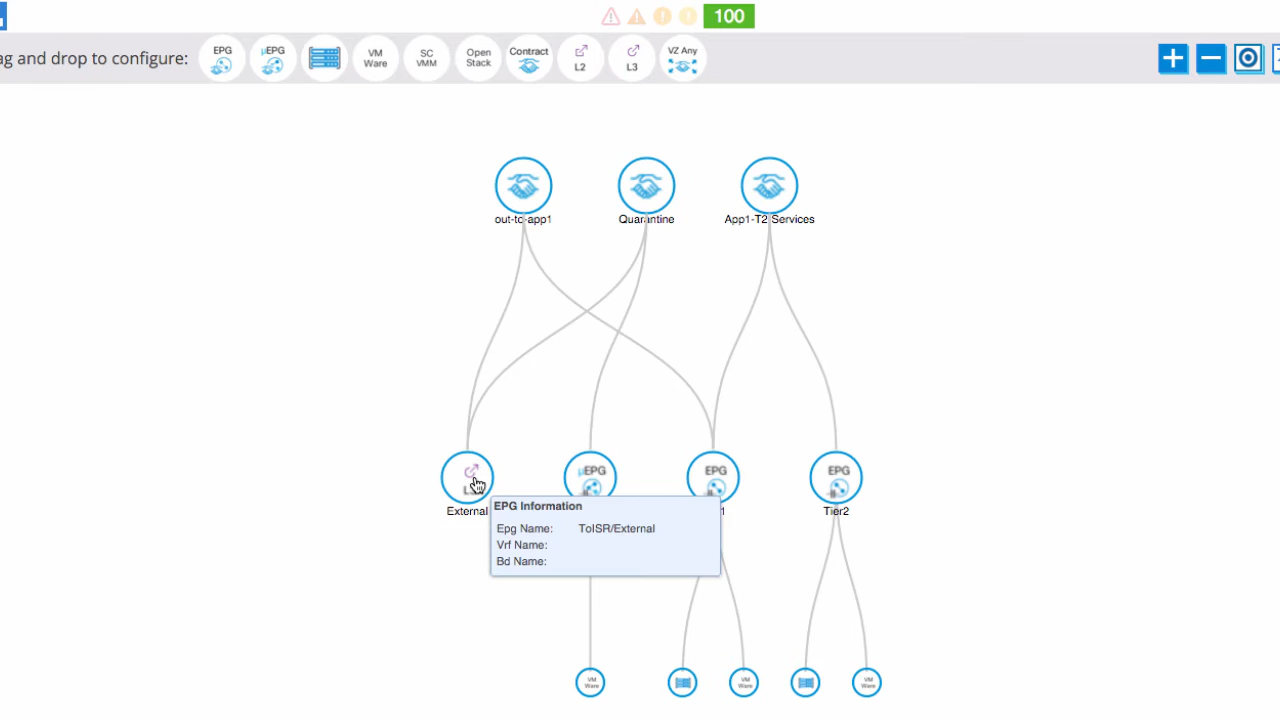 100
ag and drop to configure:
EPG
µEPG
VM
Ware
SC
VMM
Open
Stack
Contract
L2
L3
VZ Any
out-to-app1
Quarantine
App1-T2 Services
µEPG
EPG
EPG
External
1
Tier2
EPG Information
Epg Name: ToISR/External
Vrf Name:
Bd Name:
VM
Ware
VM
Ware
VM
Ware